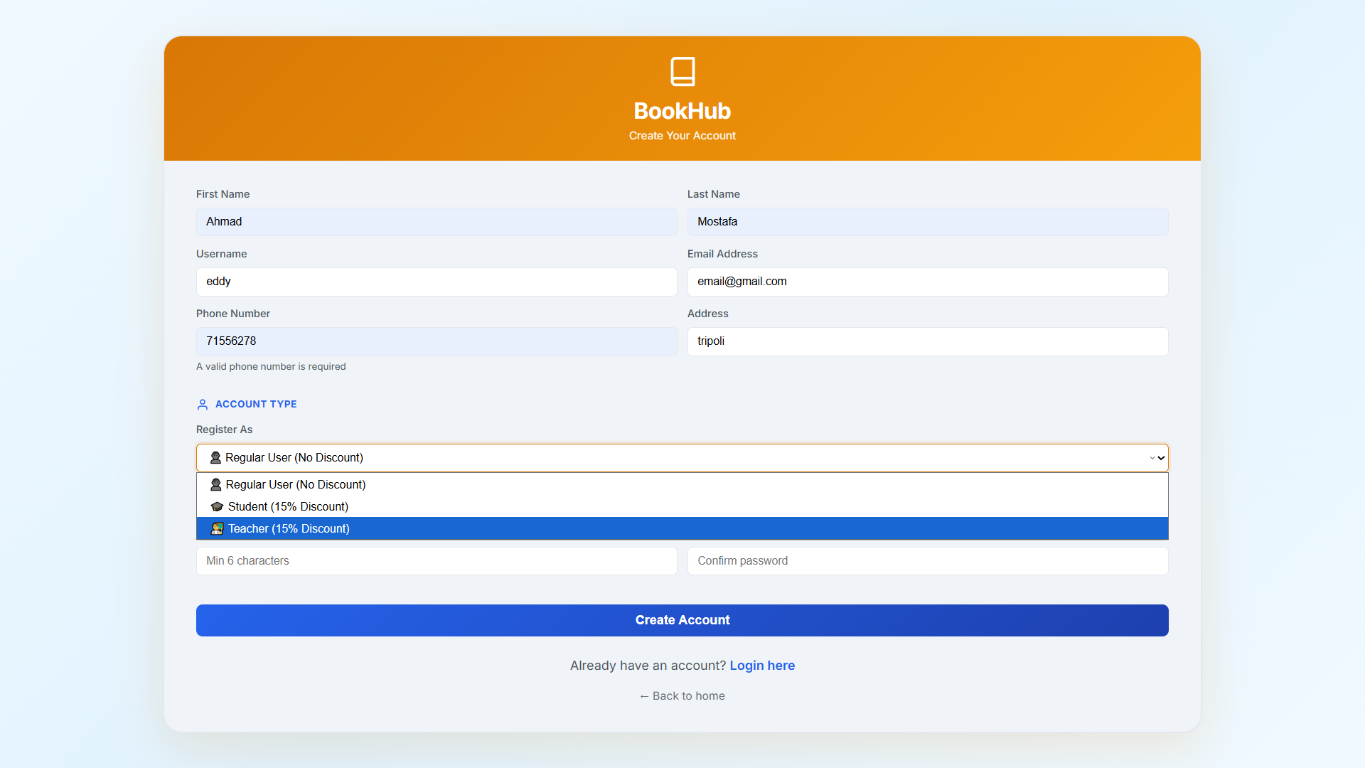 BookHub
Create Your Account
First Name Last Name
Ahmad Mostafa
Username Email Address
eddy email@gmail.com
Phone Number Address
71556278 tripoli
A valid phone number is required
ACCOUNT TYPE
Register As
Regular User (No Discount)
Regular User (No Discount)
Student (15% Discount)
Teacher (15% Discount)
Min 6 characters Confirm password
Create Account
Already have an account? Login here
← Back to home